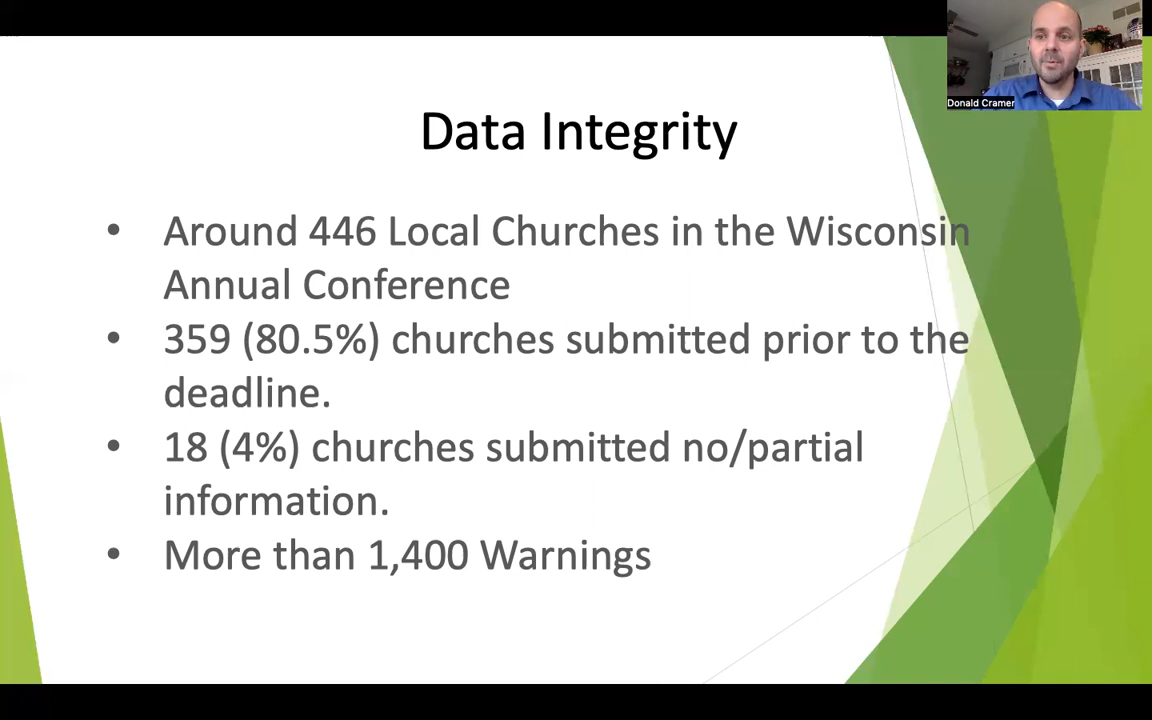 Donald Cramer
Data Integrity
• Around 446 Local Churches in the Wisconsin
Annual Conference
• 359 (80.5%) churches submitted prior to the
deadline.
• 18 (4%) churches submitted no/partial
information.
• More than 1,400 Warnings